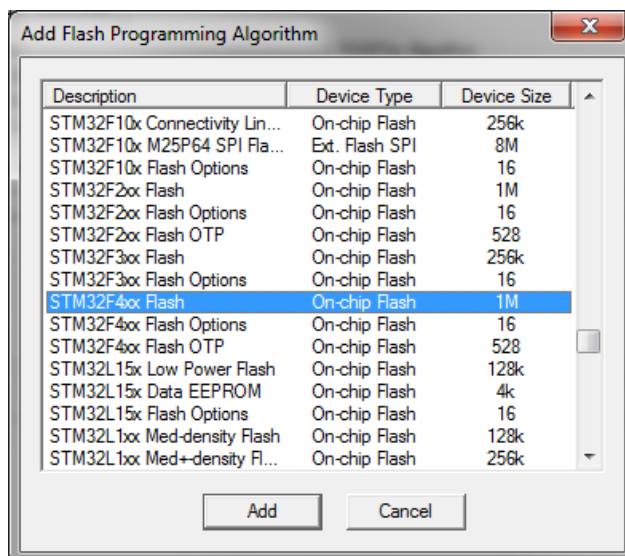 Add Flash Programming Algorithm
Description Device Type Device Size
STM32F10x Connectivity Lin... On-chip Flash 256k
STM32F10x M25P64 SPI Fla... Ext. Flash SPI 8M
STM32F10x Flash Options On-chip Flash 16
STM32F2xx Flash On-chip Flash 1M
STM32F2xx Flash Options On-chip Flash 16
STM32F2xx Flash OTP On-chip Flash 528
STM32F3xx Flash On-chip Flash 256k
STM32F3xx Flash Options On-chip Flash 16
STM32F4xx Flash On-chip Flash 1M
STM32F4xx Flash Options On-chip Flash 16
STM32F4xx Flash OTP On-chip Flash 528
STM32L15x Low Power Flash On-chip Flash 128k
STM32L15x Data EEPROM On-chip Flash 4k
STM32L15x Flash Options On-chip Flash 16
STM32L1xx Med-density Flash On-chip Flash 128k
STM32L1xx Med+-density Fl... On-chip Flash 256k
Add Cancel